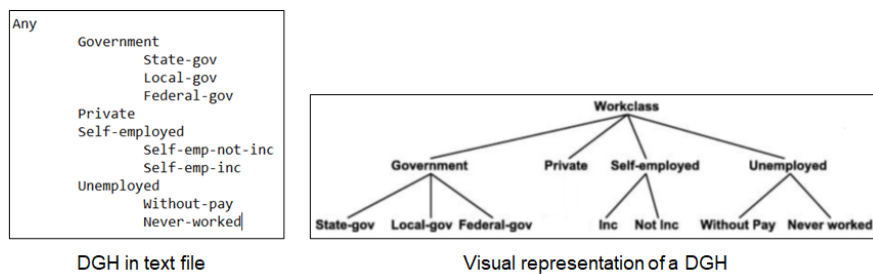 Any
Government
State-gov
Local-gov
Federal-gov
Private
Self-employed
Self-emp-not-inc
Self-emp-inc
Unemployed
Without-pay
Never-worked
DGH in text file
Workclass
Government Private Self-employed Unemployed
State-gov Local-gov Federal-gov Inc Not Inc Without Pay Never worked
Visual representation of a DGH